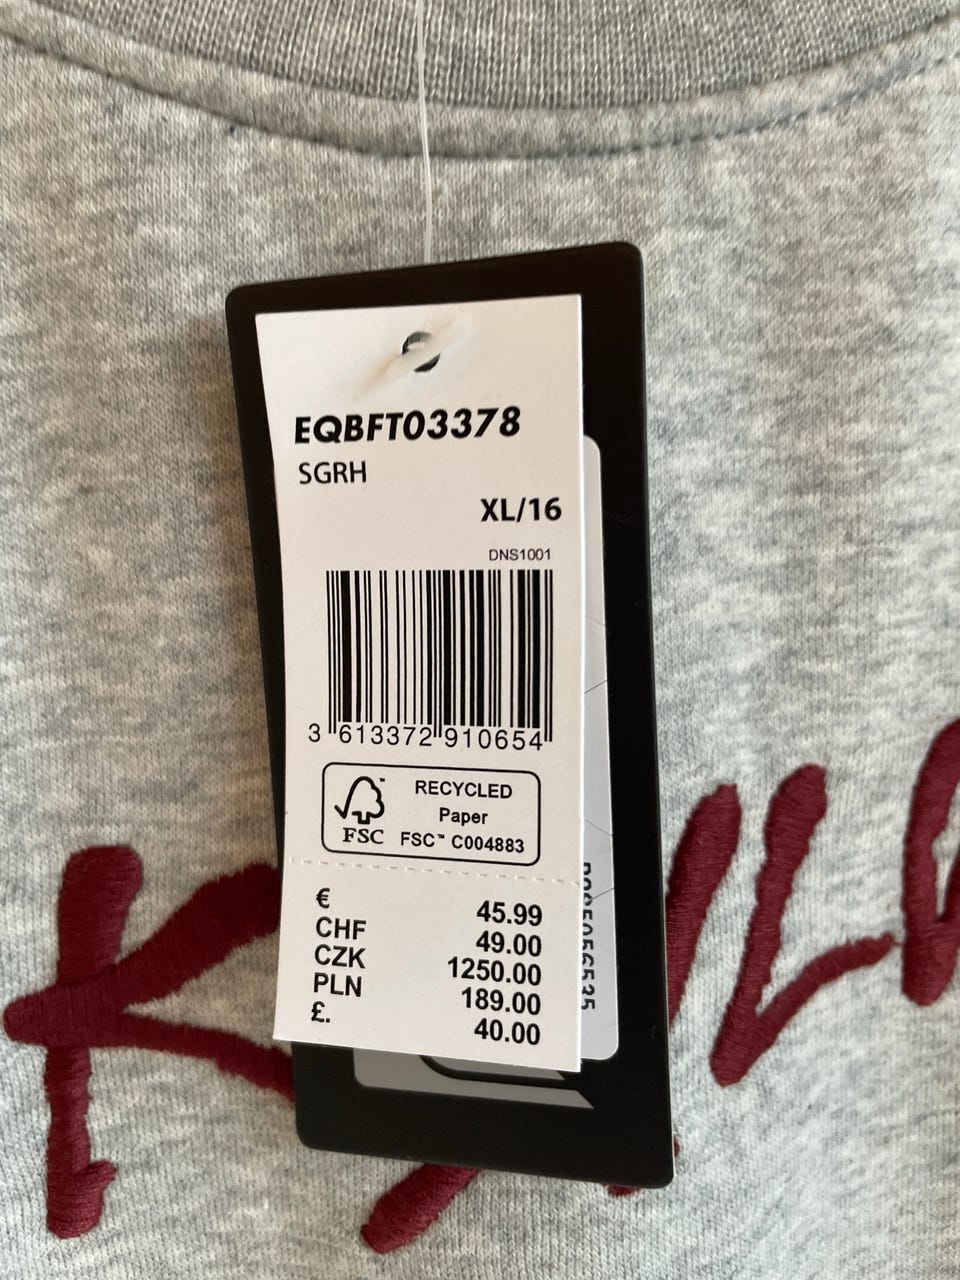 EQBFT03378
SGRH
XL/16
DNS1001
3 613372 910654
RECYCLED
Paper
FSC™ C004883
FSC
€ 45.99
CHF 49.00
CZK 1250.00
PLN 189.00
£. 40.00